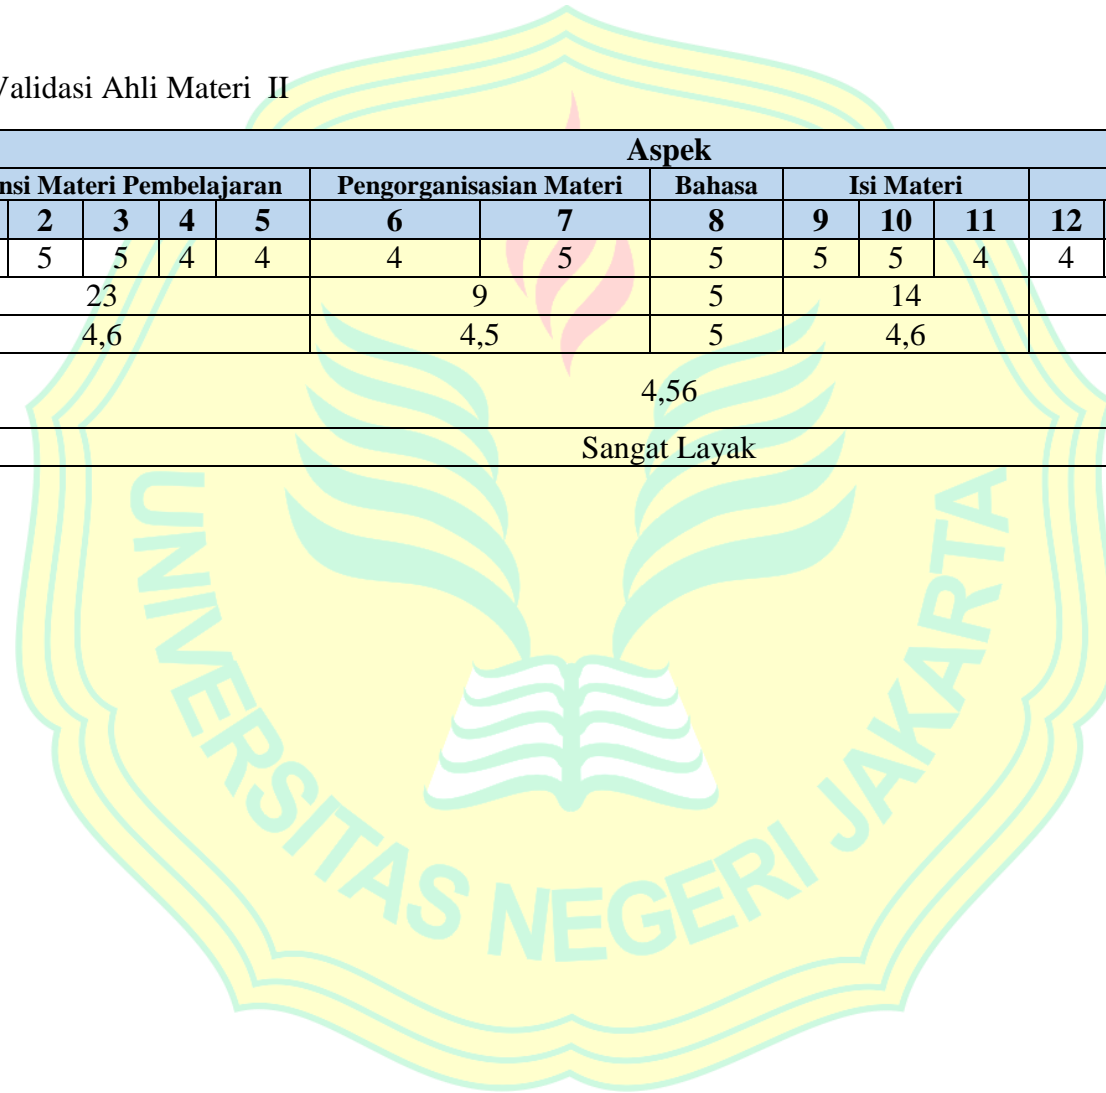 Validasi Ahli Materi II
Aspek
nsi Materi Pembelajaran Pengorganisasian Materi Bahasa Isi Materi
2 3 4 5 6 7 8 9 10 11 12
5 5 4 4 4 5 5 5 5 4 4
23 9 5 14
4,6 4,5 5 4,6
4,56
Sangat Layak
UNIVERSITAS NEGERI JAKARTA